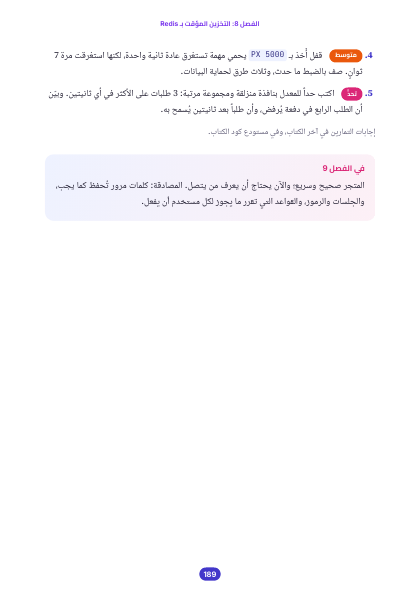 الفصل 8: التخزين المؤقت بـ Redis
4. متوسط قفل أُخذ بـ PX 5000 يحمي مهمة تستغرق عادة ثانية واحدة، لكنها استغرقت مرة 7
ثوانٍ. صف بالضبط ما حدث، وثلاث طرق لحماية البيانات.
5. تحدٍّ اكتب حداً للمعدل بنافذة منزلقة ومجموعة مرتبة: 3 طلبات على الأكثر في أي ثانيتين. وبيّن
أن الطلب الرابع في دفعة يُرفض، وأن طلباً بعد ثانيتين يُسمح به.
إجابات التمارين في آخر الكتاب، وفي مستودع كود الكتاب.
في الفصل 9
المتجر صحيح وسريع؛ والآن يحتاج أن يعرف من يتصل. المصادقة: كلمات مرور تُحفظ كما يجب،
والجلسات والرموز، والقواعد التي تقرر ما يجوز لكل مستخدم أن يفعل.
189